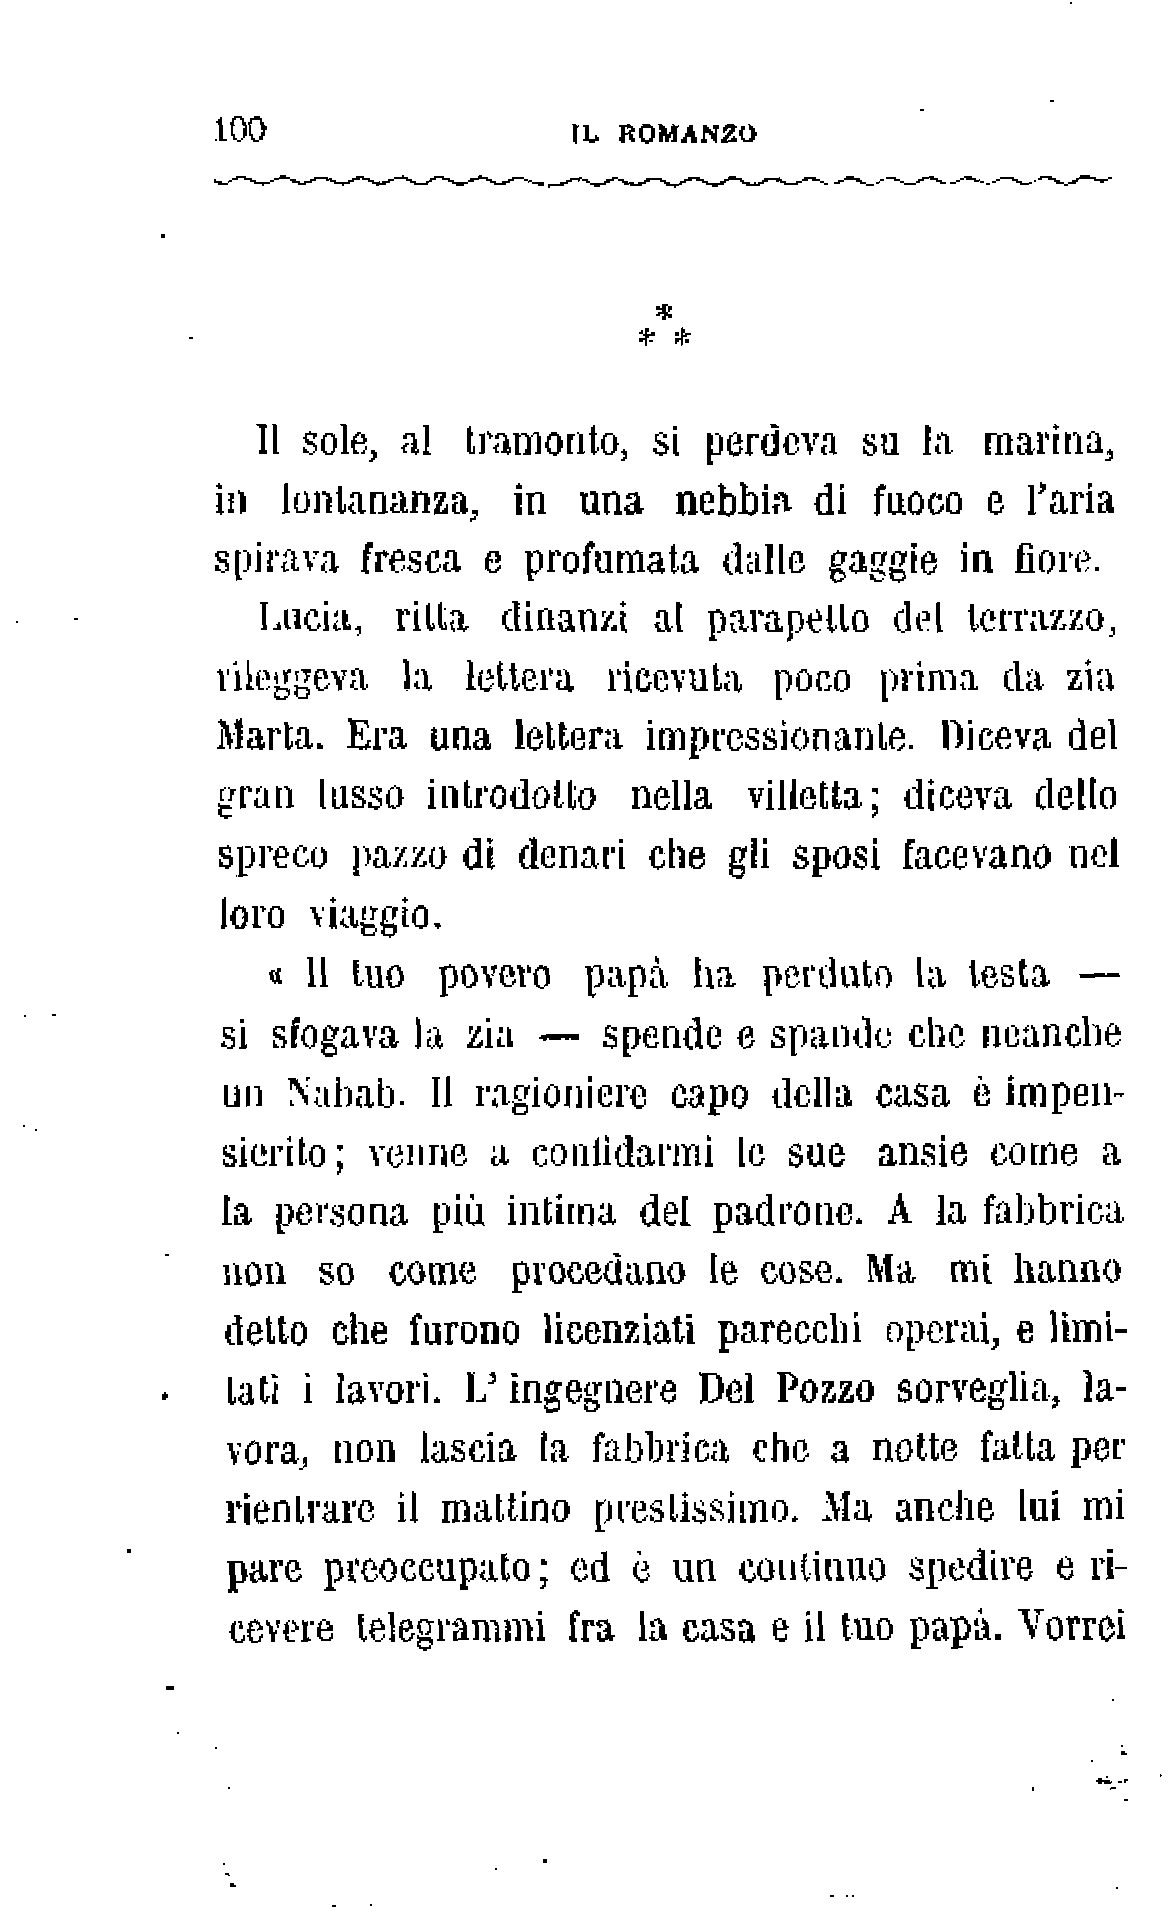 100 IL ROMANZO
*
* *
Il sole, al tramonto, si perdeva su la marina,
in lontananza, in una nebbia di fuoco e l'aria
spirava fresca e profumata dalle gaggie in fiore.
Lucia, ritta dinanzi al parapetto del terrazzo,
rileggeva la lettera ricevuta poco prima da zia
Marta. Era una lettera impressionante. Diceva del
gran lusso introdotto nella villetta; diceva dello
spreco pazzo di denari che gli sposi facevano nel
loro viaggio.
« Il tuo povero papà ha perduto la testa —
si sfogava la zia — spende e spande che neanche
un Nabab. Il ragioniere capo della casa è impen-
sierito; venne a confidarmi le sue ansie come a
la persona più intima del padrone. A la fabbrica
non so come procedano le cose. Ma mi hanno
detto che furono licenziati parecchi operai, e limi-
tati i lavori. L' ingegnere Del Pozzo sorveglia, la-
vora, non lascia la fabbrica che a notte fatta per
rientrare il mattino prestissimo. Ma anche lui mi
pare preoccupato; ed è un continuo spedire e ri-
cevere telegrammi fra la casa e il tuo papà. Vorrei